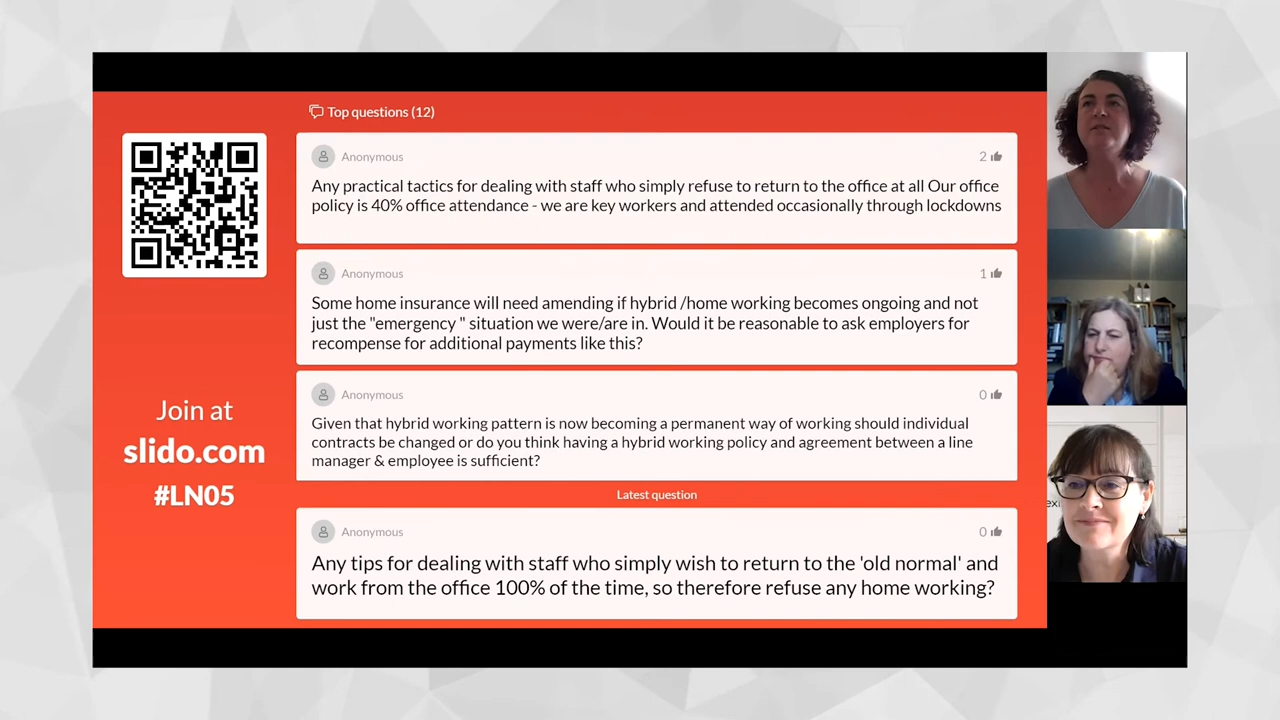 Top questions (12)
Anonymous
2
Any practical tactics for dealing with staff who simply refuse to return to the office at all Our office
policy is 40% office attendance - we are key workers and attended occasionally through lockdowns
Anonymous
1
Some home insurance will need amending if hybrid /home working becomes ongoing and not
just the "emergency " situation we were/are in. Would it be reasonable to ask employers for
recompense for additional payments like this?
Anonymous
0
Given that hybrid working pattern is now becoming a permanent way of working should individual
contracts be changed or do you think having a hybrid working policy and agreement between a line
manager & employee is sufficient?
Latest question
Anonymous
0
Any tips for dealing with staff who simply wish to return to the 'old normal' and
work from the office 100% of the time, so therefore refuse any home working?
Join at
slido.com
#LN05